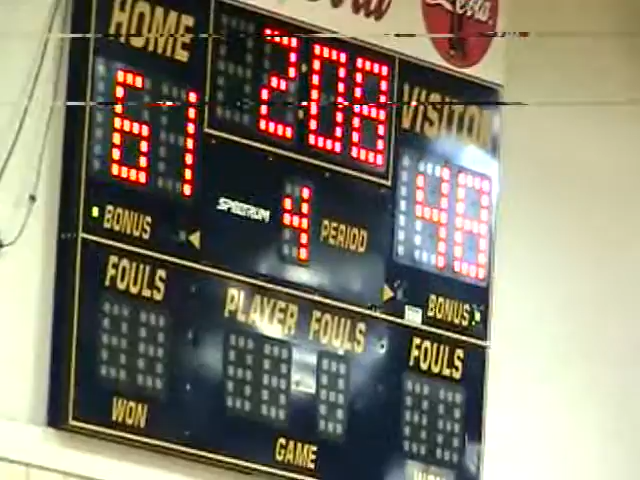 HOME
2:08
VISITOR
61
48
SPECTRUM
4 PERIOD
BONUS
BONUS
FOULS
PLAYER FOULS
FOULS
WON
GAME